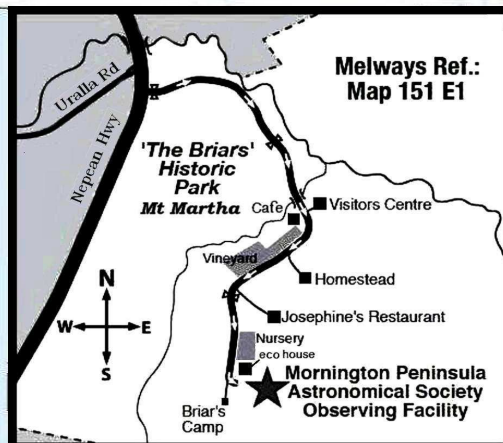 Melways Ref.:
Map 151 E1
Uralla Rd
Nepean Hwy
'The Briars'
Historic
Park
Mt Martha
Cafe
Visitors Centre
Vineyard
Homestead
Josephine's Restaurant
Nursery
eco house
N
W
E
S
Mornington Peninsula
Astronomical Society
Observing Facility
Briar's
Camp